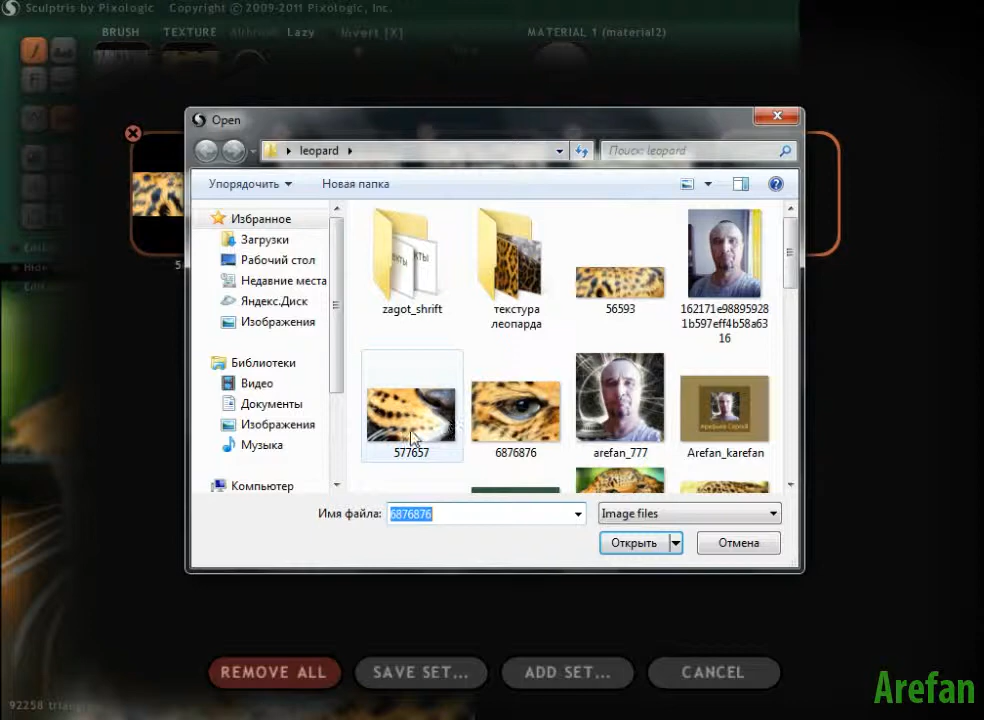 Sculptris by Pixologic Copyright © 2009-2011 Pixologic, Inc.
BRUSH TEXTURE Lazy Invert [X] MATERIAL 1 (material2)
Open
leopard
Поиск: leopard
Упорядочить Новая папка
Избранное
Загрузки
Рабочий стол
Недавние места
Яндекс.Диск
Изображения
Библиотеки
Видео
Документы
Изображения
Музыка
Компьютер
zagot_shrift
текстура
леопарда
56593
162171e98895928
1b597eff4b58a63
16
577657
6876876
arefan_777
Arefan_karefan
Имя файла: 6876876 Image files
Открыть Отмена
REMOVE ALL SAVE SET... ADD SET... CANCEL
Arefan